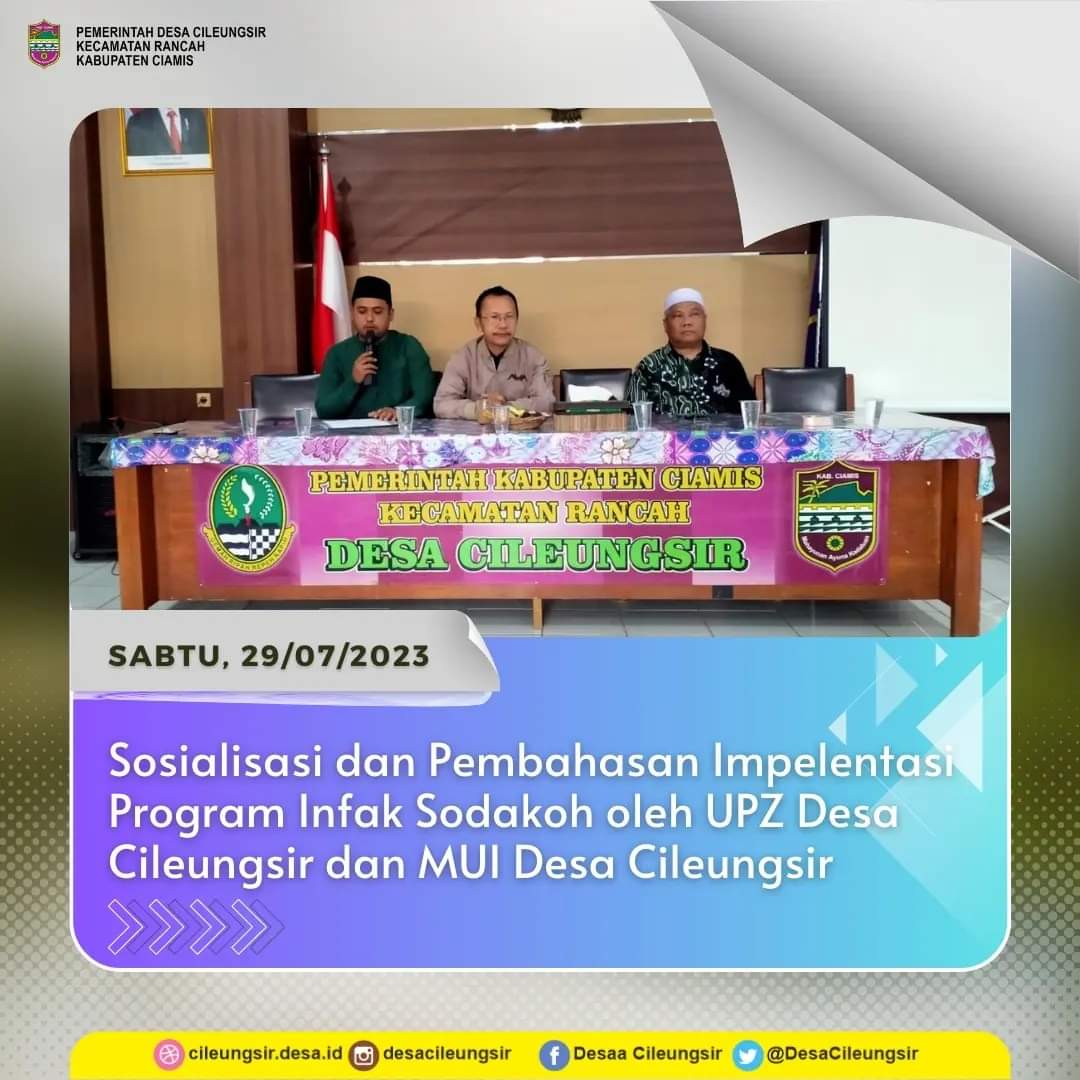 PEMERINTAH DESA CILEUNGSIR
KECAMATAN RANCAH
KABUPATEN CIAMIS
PEMERINTAH KABUPATEN CIAMIS
KECAMATAN RANCAH
DESA CILEUNGSIR
KAB. CIAMIS
SABTU, 29/07/2023
Sosialisasi dan Pembahasan Impelentasi
Program Infak Sodakoh oleh UPZ Desa
Cileungsir dan MUI Desa Cileungsir
cileungsir.desa.id
desacileungsir
Desaa Cileungsir
@DesaCileungsir